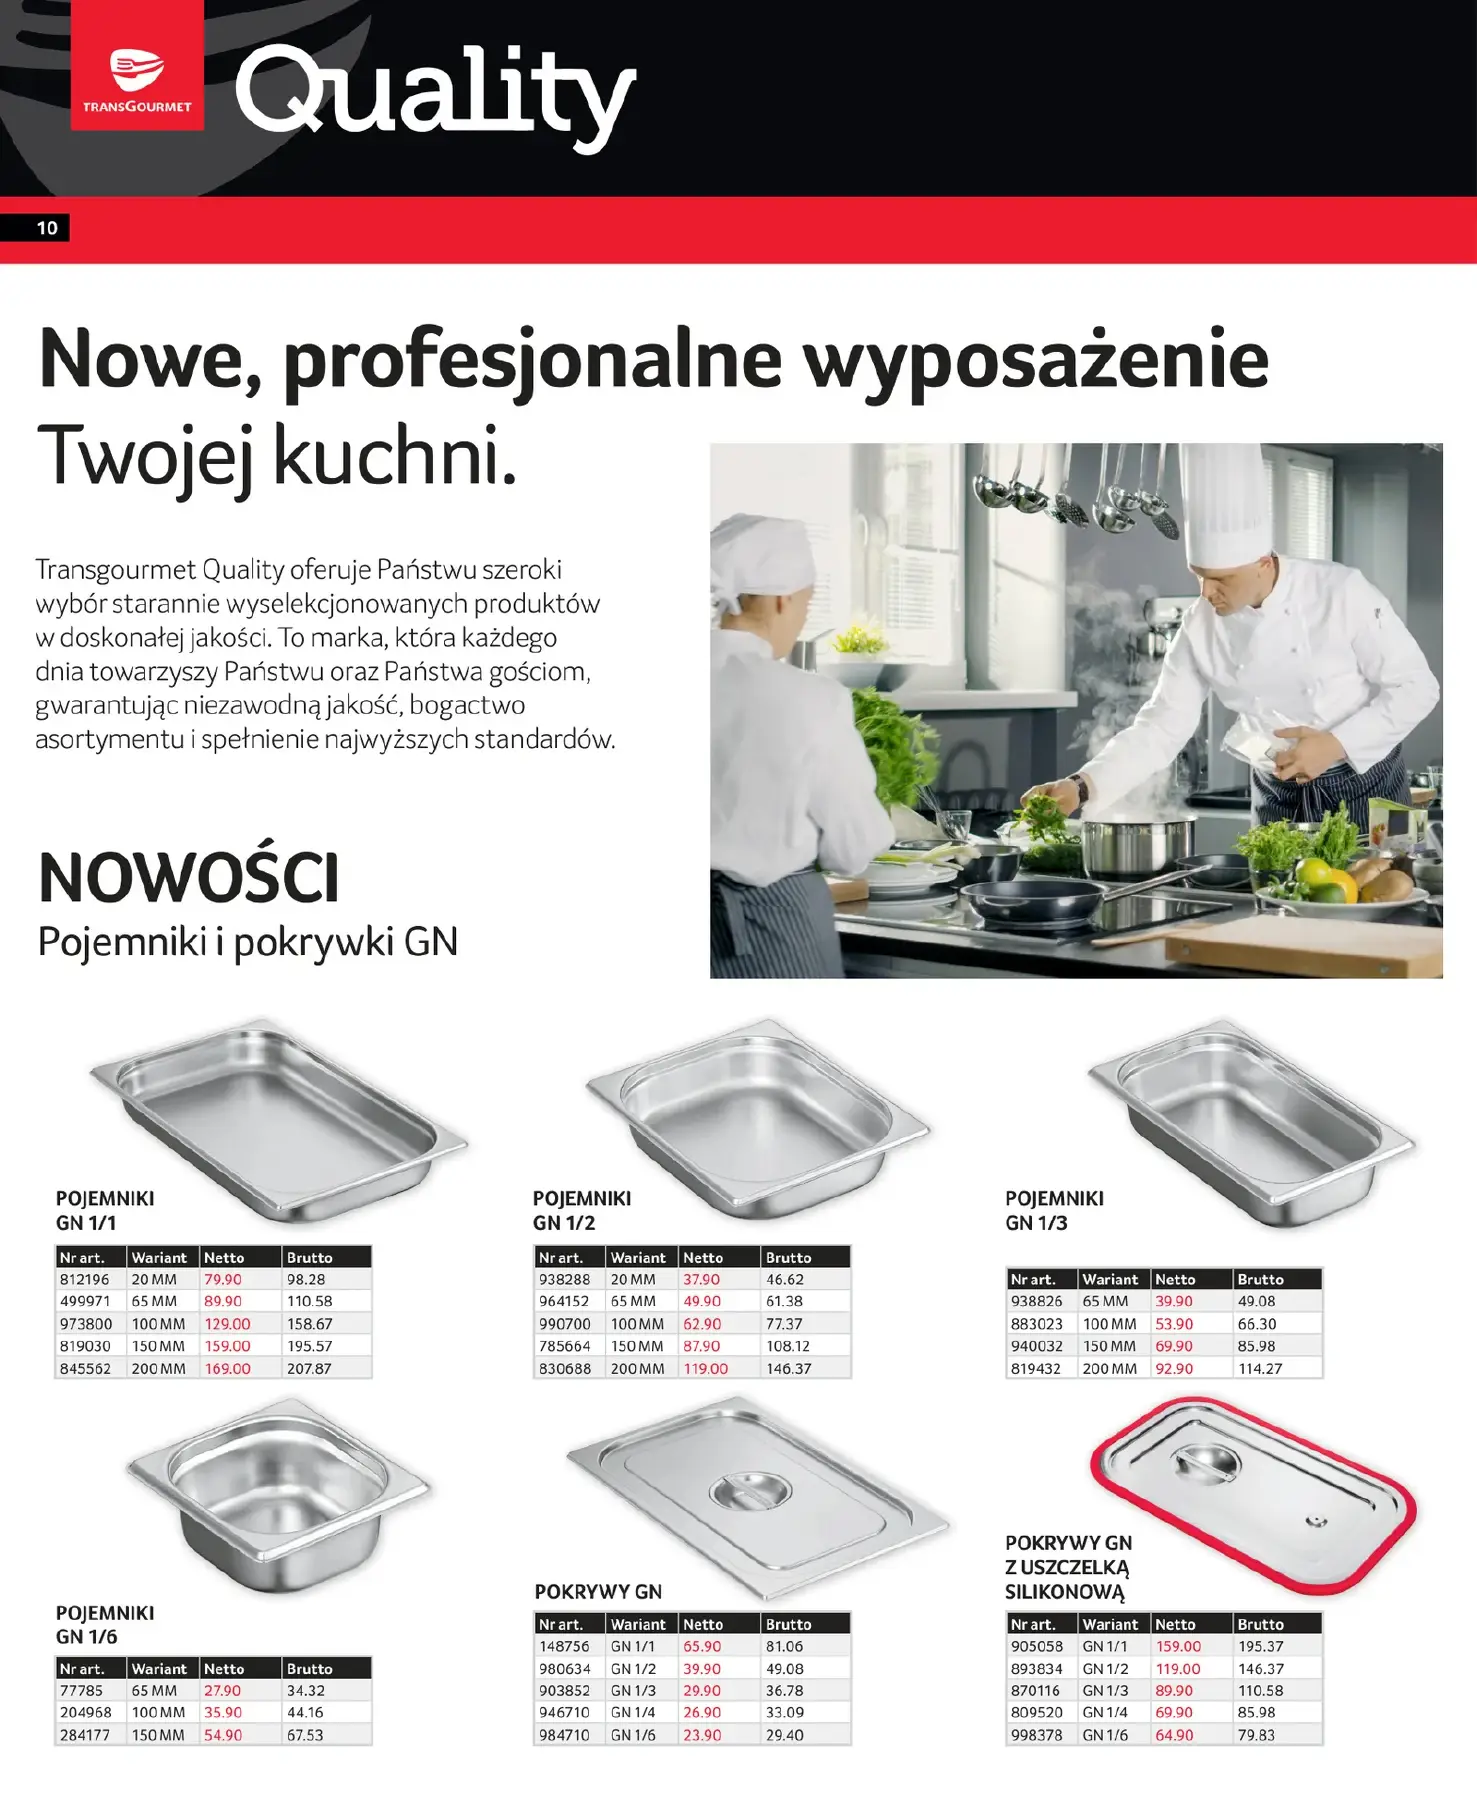 TRANSGOURMET
Quality
10
Nowe, profesjonalne wyposażenie
Twojej kuchni.
Transgourmet Quality oferuje Państwu szeroki
wybór starannie wyselekcjonowanych produktów
w doskonałej jakości. To marka, która każdego
dnia towarzyszy Państwu oraz Państwa gościom,
gwarantując niezawodną jakość, bogactwo
asortymentu i spełnienie najwyższych standardów.
NOWOŚCI
Pojemniki i pokrywki GN
POJEMNIKI
GN 1/1
Nr art. Wariant Netto Brutto
812196 20 MM 79.90 98.28
499971 65 MM 89.90 110.58
973800 100 MM 129.00 158.67
819030 150 MM 159.00 195.57
845562 200 MM 169.00 207.87
POJEMNIKI
GN 1/2
Nr art. Wariant Netto Brutto
938288 20 MM 37.90 46.62
964152 65 MM 49.90 61.38
990700 100 MM 62.90 77.37
785664 150 MM 87.90 108.12
830688 200 MM 119.00 146.37
POJEMNIKI
GN 1/3
Nr art. Wariant Netto Brutto
938826 65 MM 39.90 49.08
883023 100 MM 53.90 66.30
940032 150 MM 69.90 85.98
819432 200 MM 92.90 114.27
POJEMNIKI
GN 1/6
Nr art. Wariant Netto Brutto
77785 65 MM 27.90 34.32
204968 100 MM 35.90 44.16
284177 150 MM 54.90 67.53
POKRYWY GN
Nr art. Wariant Netto Brutto
148756 GN 1/1 65.90 81.06
980634 GN 1/2 39.90 49.08
903852 GN 1/3 29.90 36.78
946710 GN 1/4 26.90 33.09
984710 GN 1/6 23.90 29.40
POKRYWY GN
Z USZCZELKĄ
SILIKONOWĄ
Nr art. Wariant Netto Brutto
905058 GN 1/1 159.00 195.37
893834 GN 1/2 119.00 146.37
870116 GN 1/3 89.90 110.58
809520 GN 1/4 69.90 85.98
998378 GN 1/6 64.90 79.83